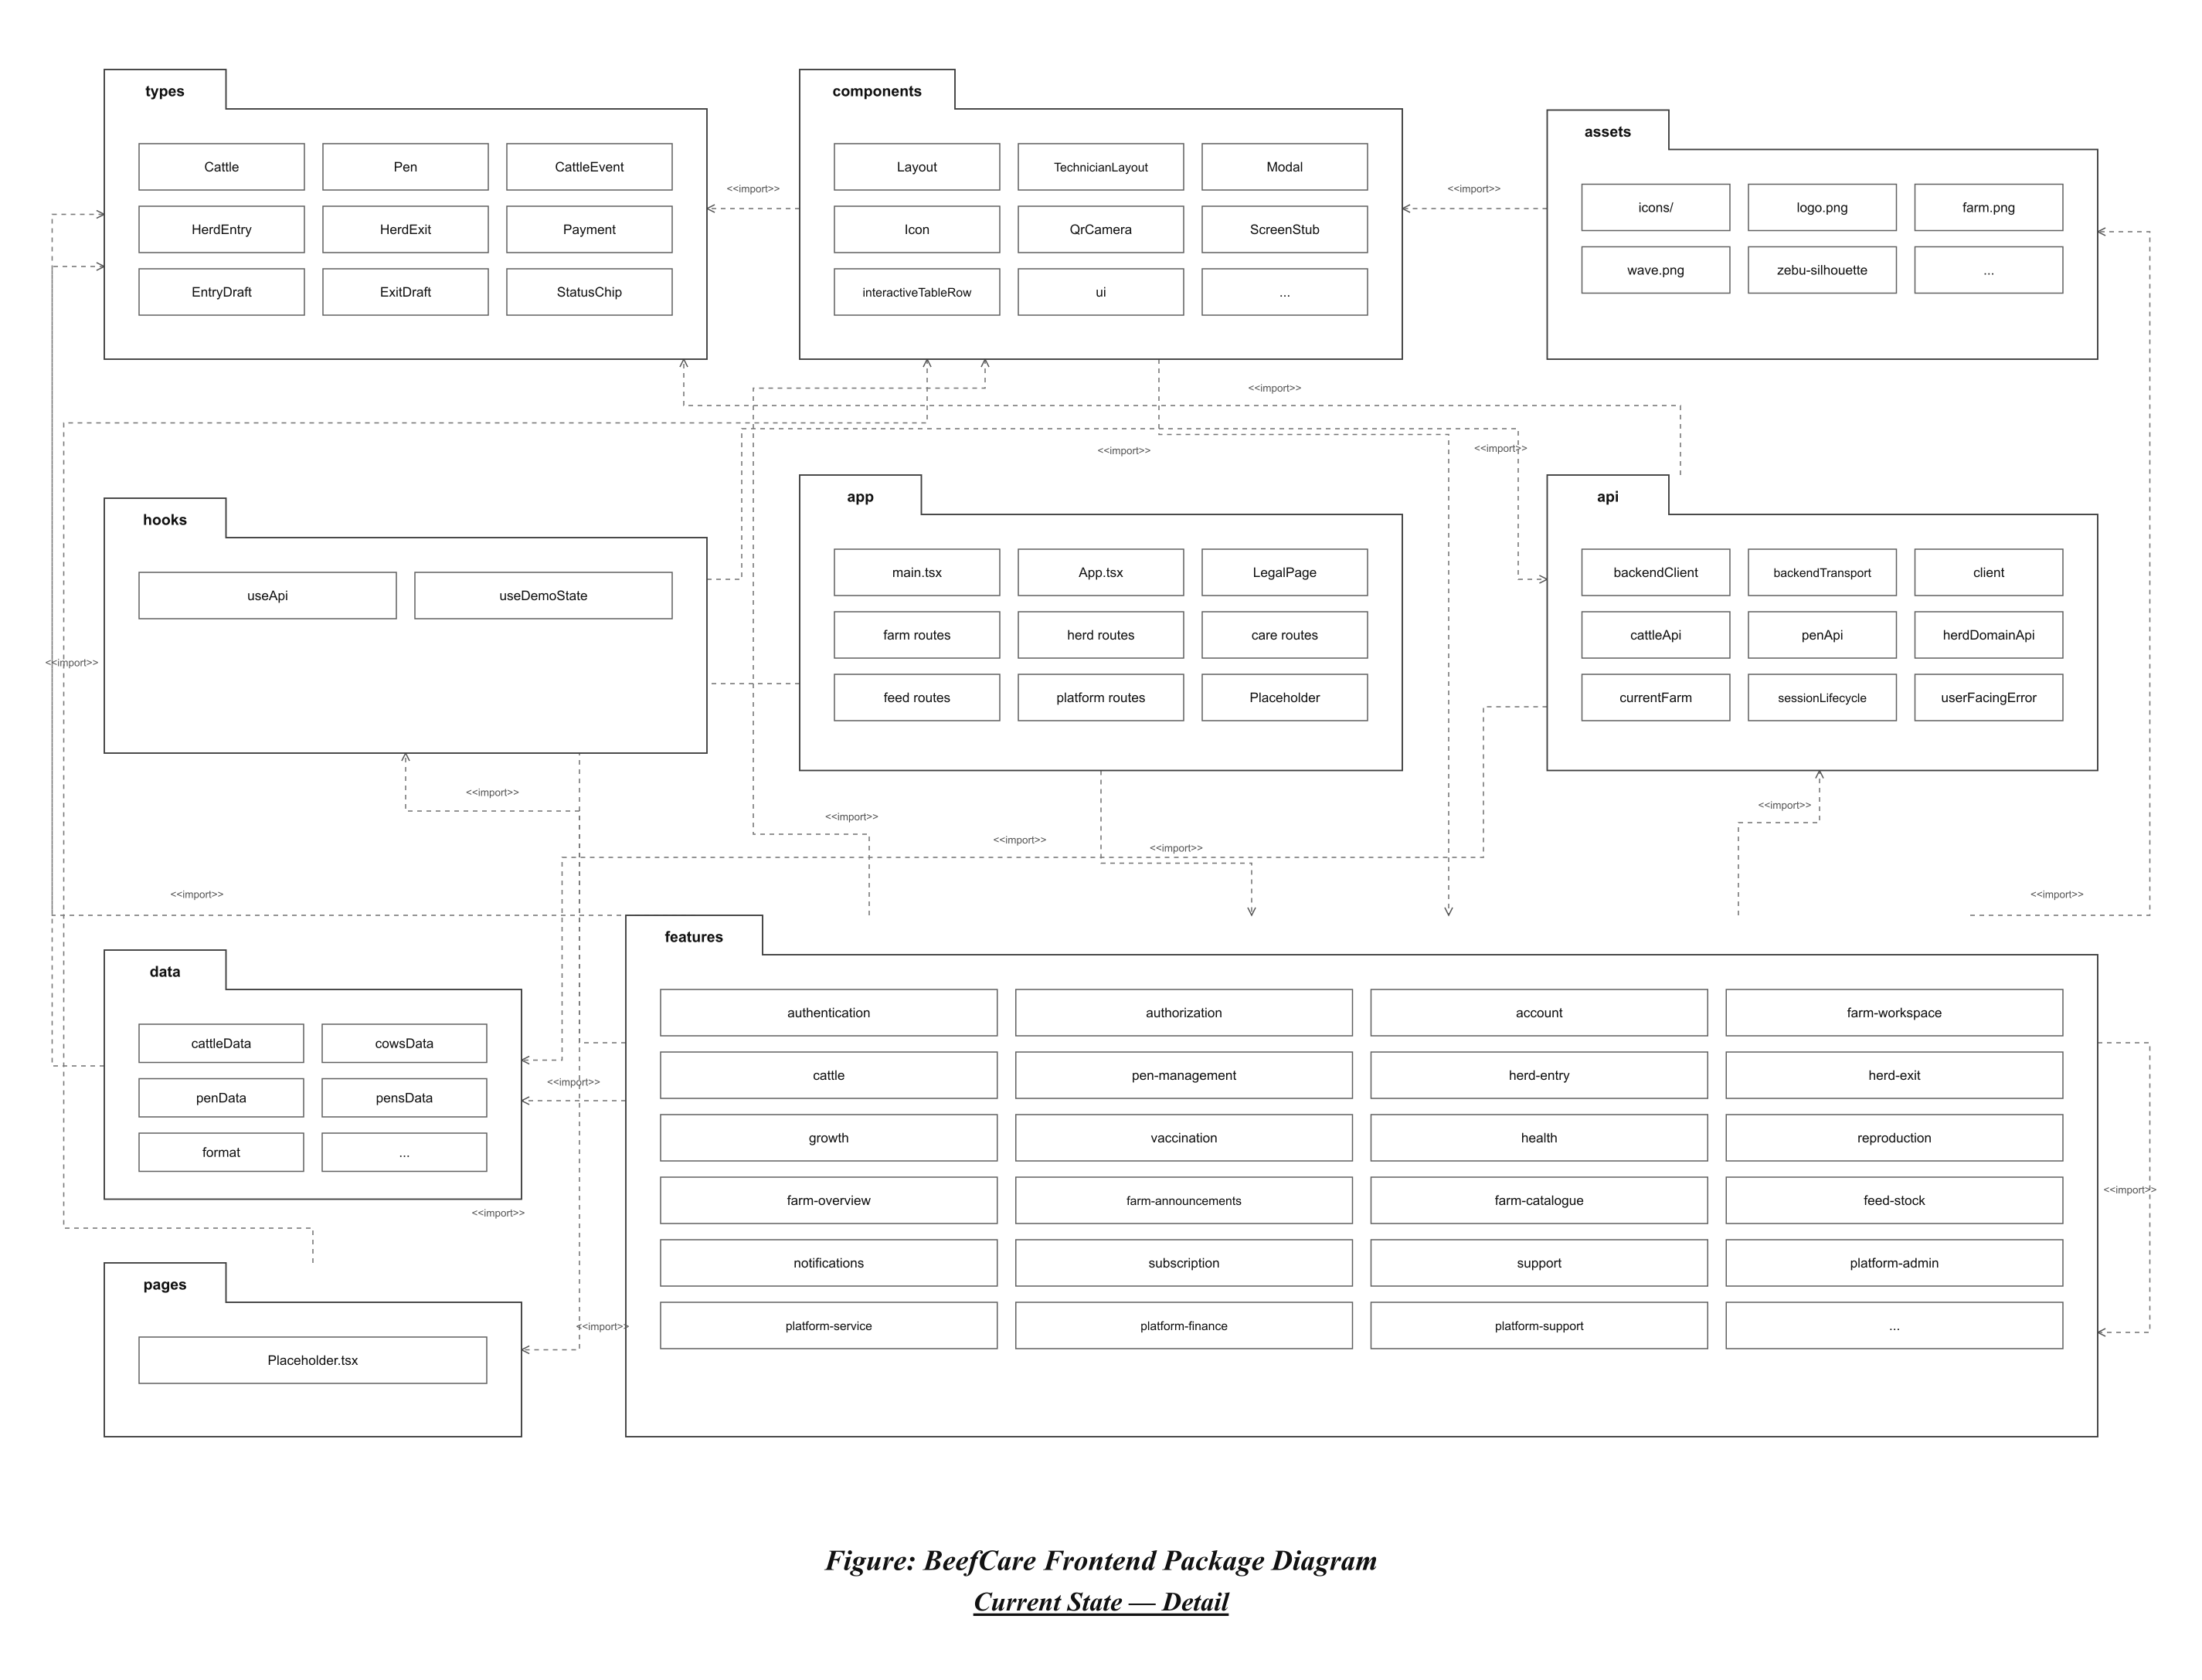 types
Cattle
Pen
CattleEvent
HerdEntry
HerdExit
Payment
EntryDraft
ExitDraft
StatusChip
<<import>>
components
Layout
TechnicianLayout
Modal
Icon
QrCamera
ScreenStub
interactiveTableRow
ui
...
<<import>>
assets
icons/
logo.png
farm.png
wave.png
zebu-silhouette
...
<<import>>
<<import>>
<<import>>
hooks
useApi
useDemoState
<<import>>
<<import>>
app
main.tsx
App.tsx
LegalPage
farm routes
herd routes
care routes
feed routes
platform routes
Placeholder
api
backendClient
backendTransport
client
cattleApi
penApi
herdDomainApi
currentFarm
sessionLifecycle
userFacingError
<<import>>
<<import>>
<<import>>
<<import>>
<<import>>
<<import>>
data
cattleData
cowsData
penData
pensData
format
...
<<import>>
<<import>>
pages
Placeholder.tsx
<<import>>
features
authentication
authorization
account
farm-workspace
cattle
pen-management
herd-entry
herd-exit
growth
vaccination
health
reproduction
farm-overview
farm-announcements
farm-catalogue
feed-stock
notifications
subscription
support
platform-admin
platform-service
platform-finance
platform-support
...
<<import>>
Figure: BeefCare Frontend Package Diagram
Current State — Detail